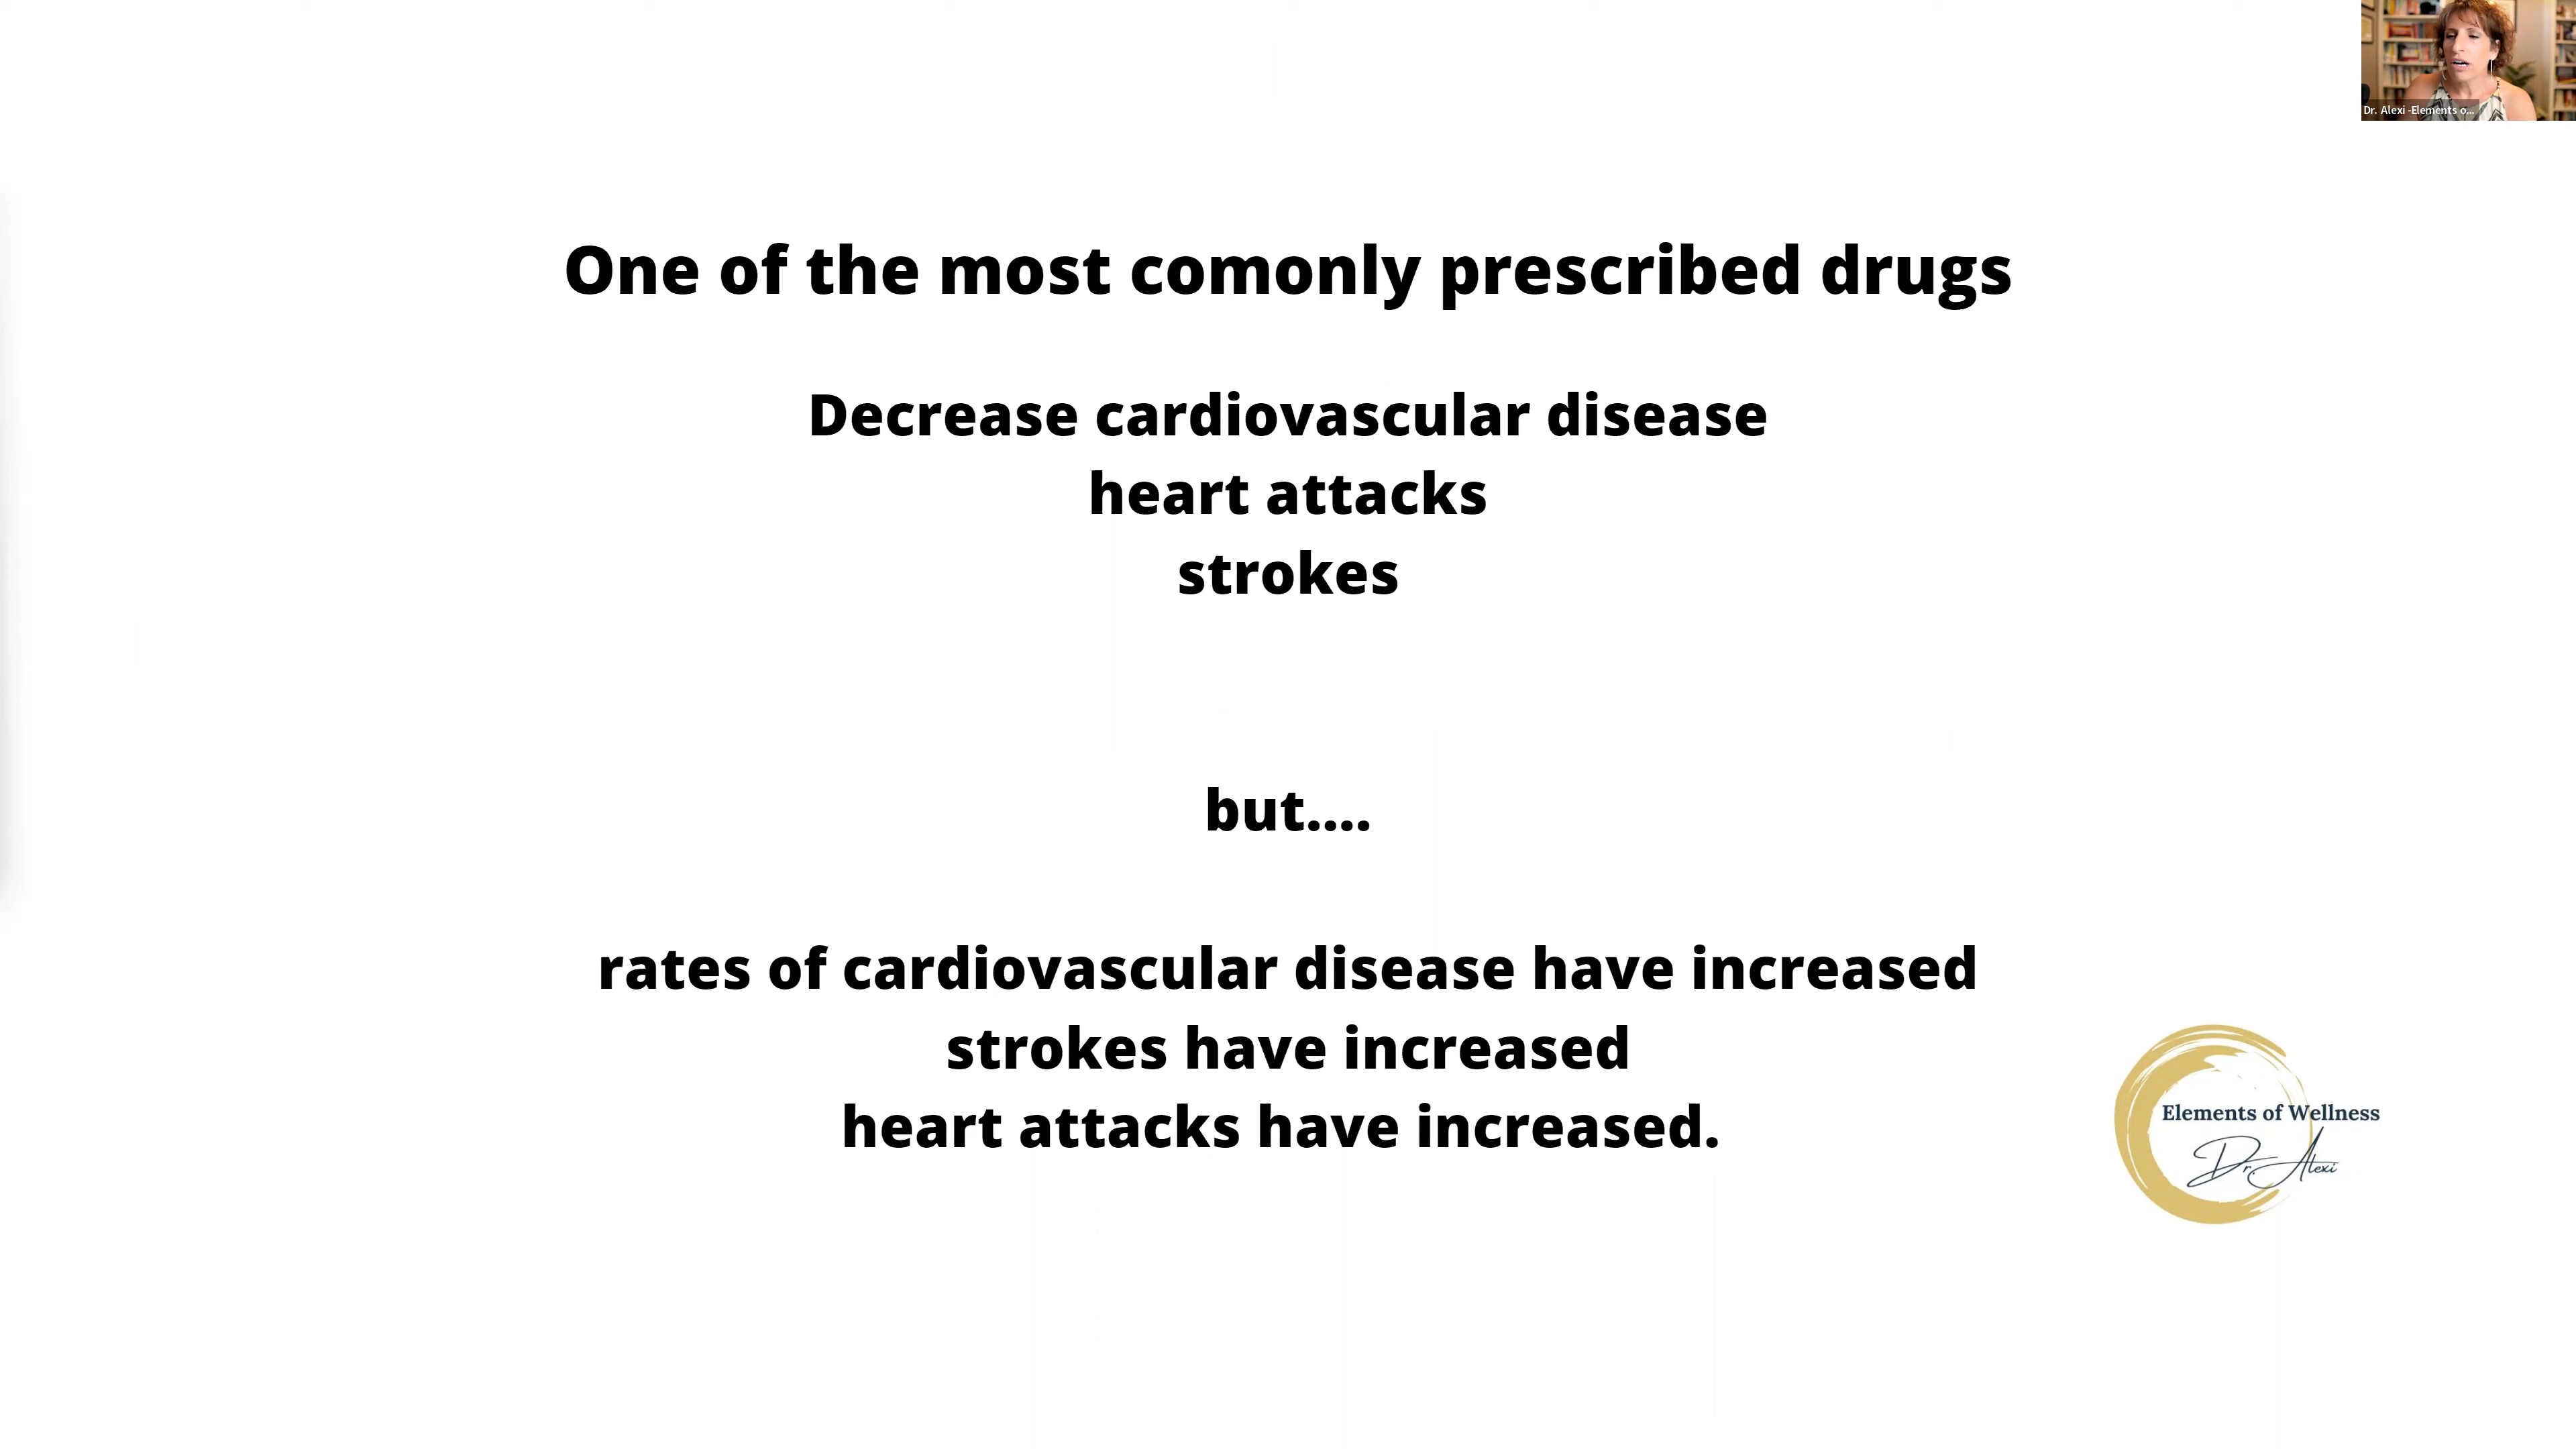 Dr. Alexi -Elements o...
One of the most comonly prescribed drugs
Decrease cardiovascular disease
heart attacks
strokes
but....
rates of cardiovascular disease have increased
strokes have increased
heart attacks have increased.
Elements of Wellness
Dr. Alexi